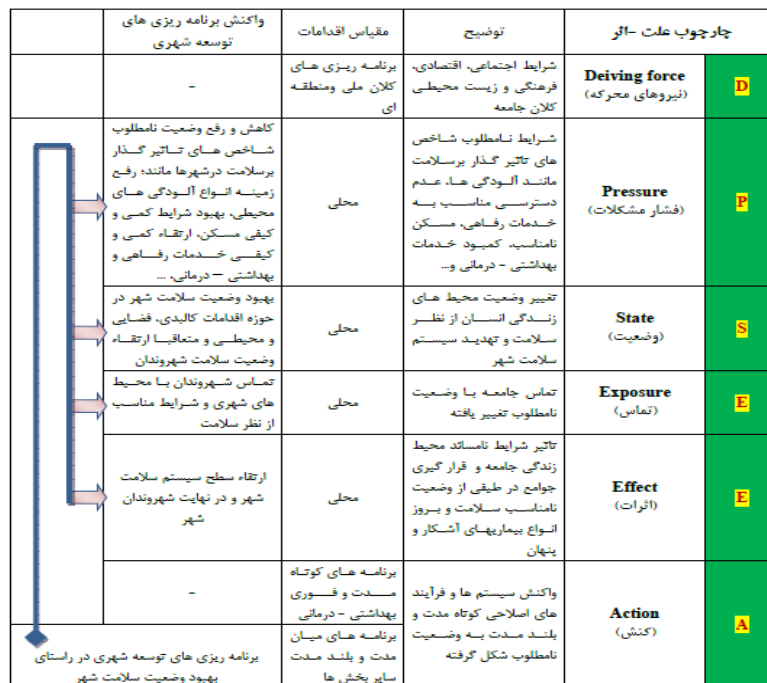 چارچوب علت -اثر
توضیح
مقیاس اقدامات
واکنش برنامه ریزی های
توسعه شهری
D
Deiving force
(نیروهای محرکه)
شرایط اجتماعی، اقتصادی،
فرهنگی و زیست محیطی
کلان جامعه
برنامه ریزی های
کلان ملی ومنطقه
ای
-
P
Pressure
(فشار مشکلات)
شرایط نامطلوب شاخص
های تاثیر گذار برسلامت
مانند آلودگی ها، عدم
دسترسی مناسب به
خدمات رفاهی، مسکن
نامناسب، کمبود خدمات
بهداشتی - درمانی و...
محلی
کاهش و رفع وضعیت نامطلوب
شاخص های تاثیر گذار
برسلامت درشهرها مانند؛ رفع
زمینه انواع آلودگی های
محیطی، بهبود شرایط کمی و
کیفی مسکن، ارتقاء کمی و
کیفی خدمات رفاهی و
بهداشتی – درمانی، ...
S
State
(وضعیت)
تغییر وضعیت محیط های
زندگی انسان از نظر
سلامت و تهدید سیستم
سلامت شهر
محلی
بهبود وضعیت سلامت شهر در
حوزه اقدامات کالبدی، فضایی
و محیطی و متعاقبا ارتقاء
وضعیت سلامت شهروندان
E
Exposure
(تماس)
تماس جامعه با وضعیت
مطلوب تغییر یافته
محلی
تماس شهروندان با محیط
های شهری و شرایط مناسب
از نظر سلامت
E
Effect
(اثرات)
تاثیر شرایط نامساعد محیط
زندگی جامعه و قرار گیری
جوامع در طیفی از وضعیت
نامناسب سلامت و بروز
انواع بیماریهای آشکار و
پنهان
محلی
ارتقاء سطح سیستم سلامت
شهر و در نهایت شهروندان
شهر
A
Action
(کنش)
واکنش سیستم ها و فرآیند
های اصلاحی کوتاه مدت و
بلند مدت به وضعیت
نامطلوب شکل گرفته
برنامه های کوتاه
مدت و فوری
بهداشتی - درمانی
-
برنامه های میان
مدت و بلند مدت
سایر بخش ها
برنامه ریزی های توسعه شهری در راستای
بهبود وضعیت سلامت شهر